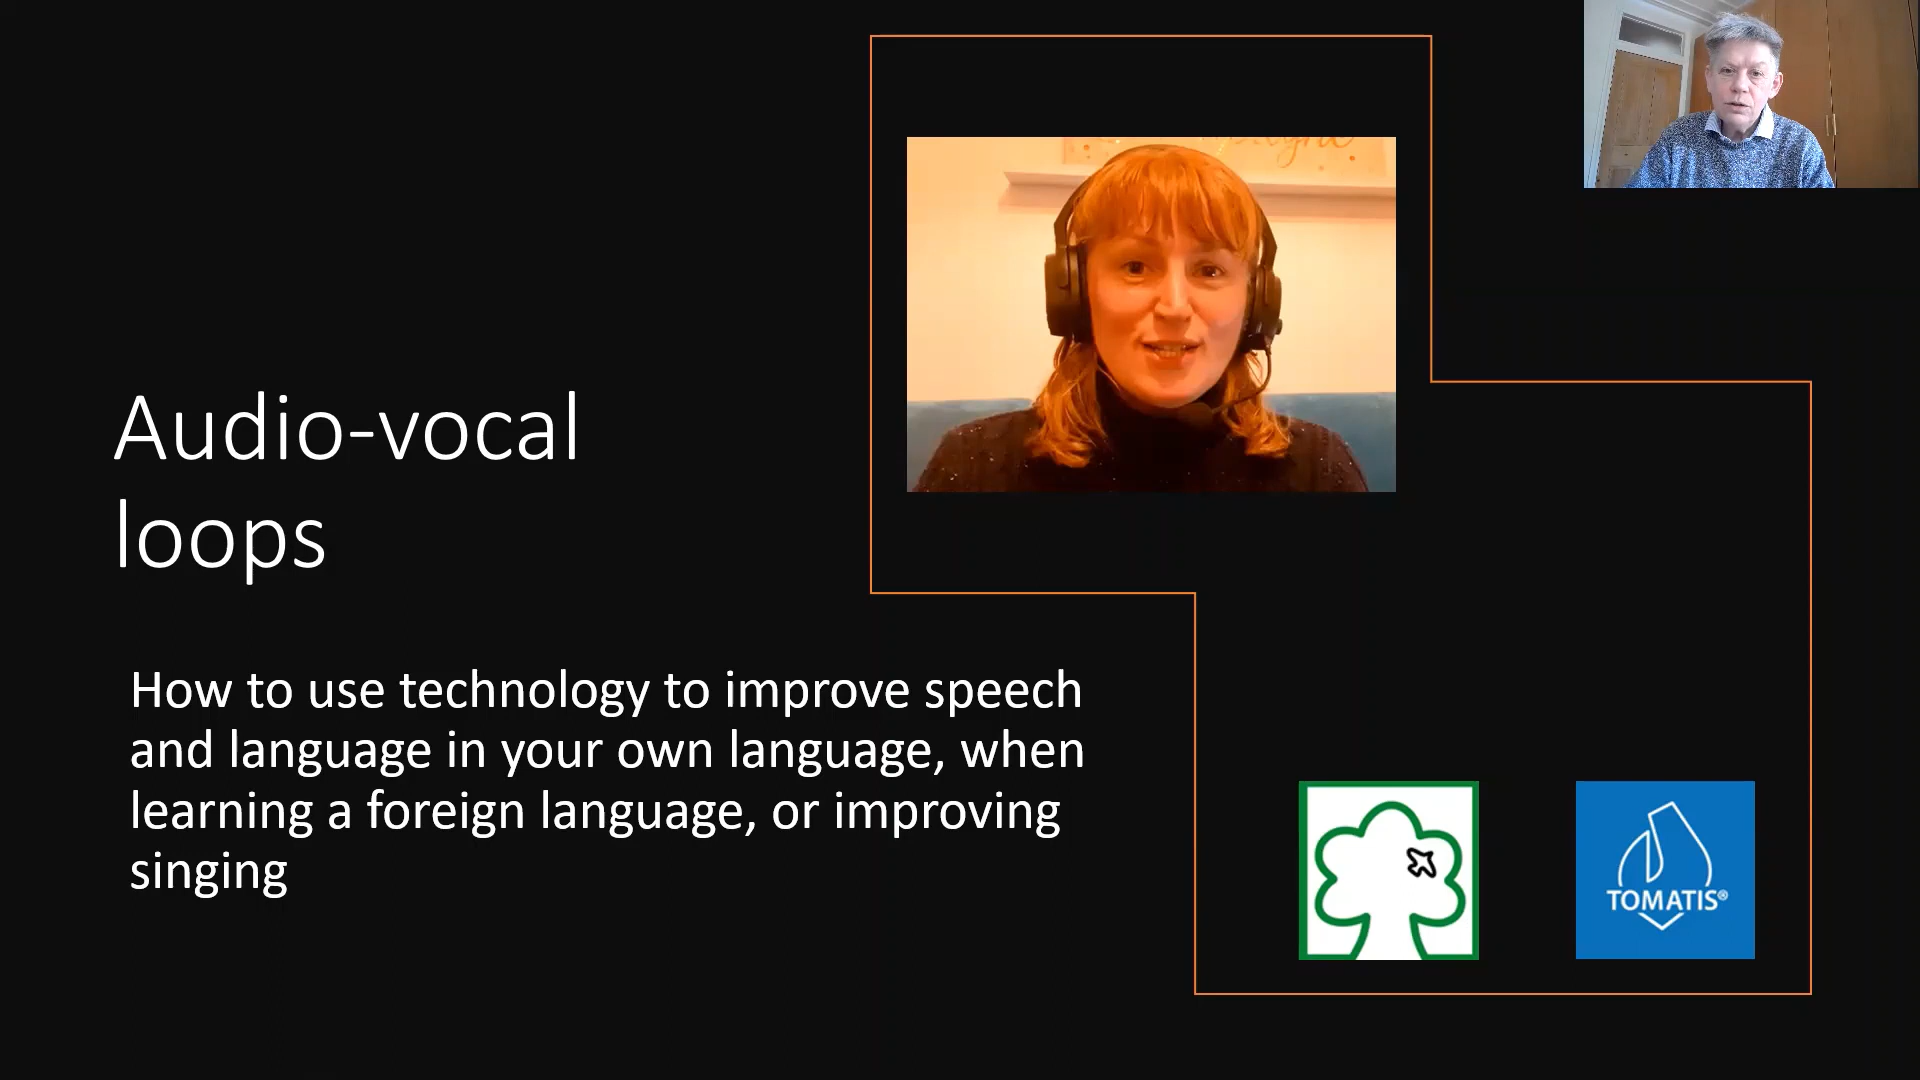 Audio-vocal
loops
How to use technology to improve speech
and language in your own language, when
learning a foreign language, or improving
singing
TOMATIS®